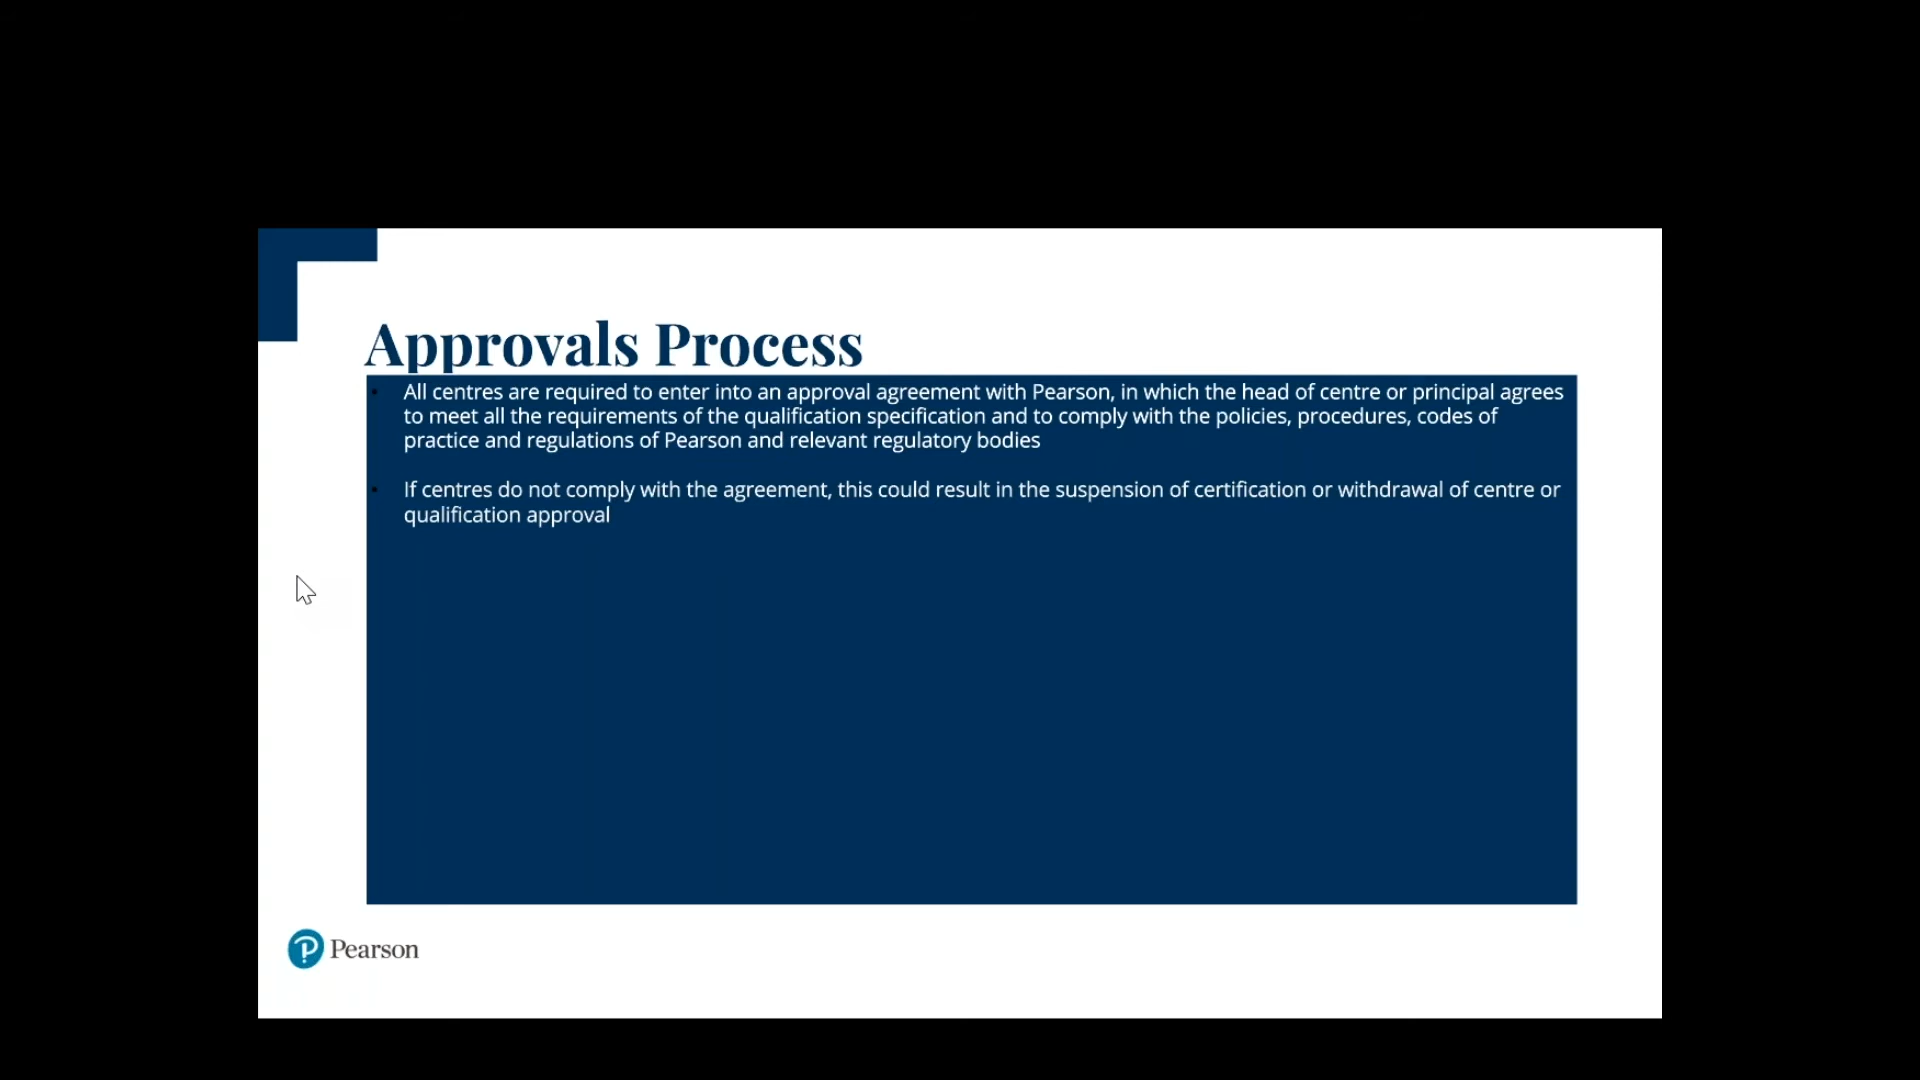 Approvals Process
• All centres are required to enter into an approval agreement with Pearson, in which the head of centre or principal agrees
to meet all the requirements of the qualification specification and to comply with the policies, procedures, codes of
practice and regulations of Pearson and relevant regulatory bodies
• If centres do not comply with the agreement, this could result in the suspension of certification or withdrawal of centre or
qualification approval
Pearson